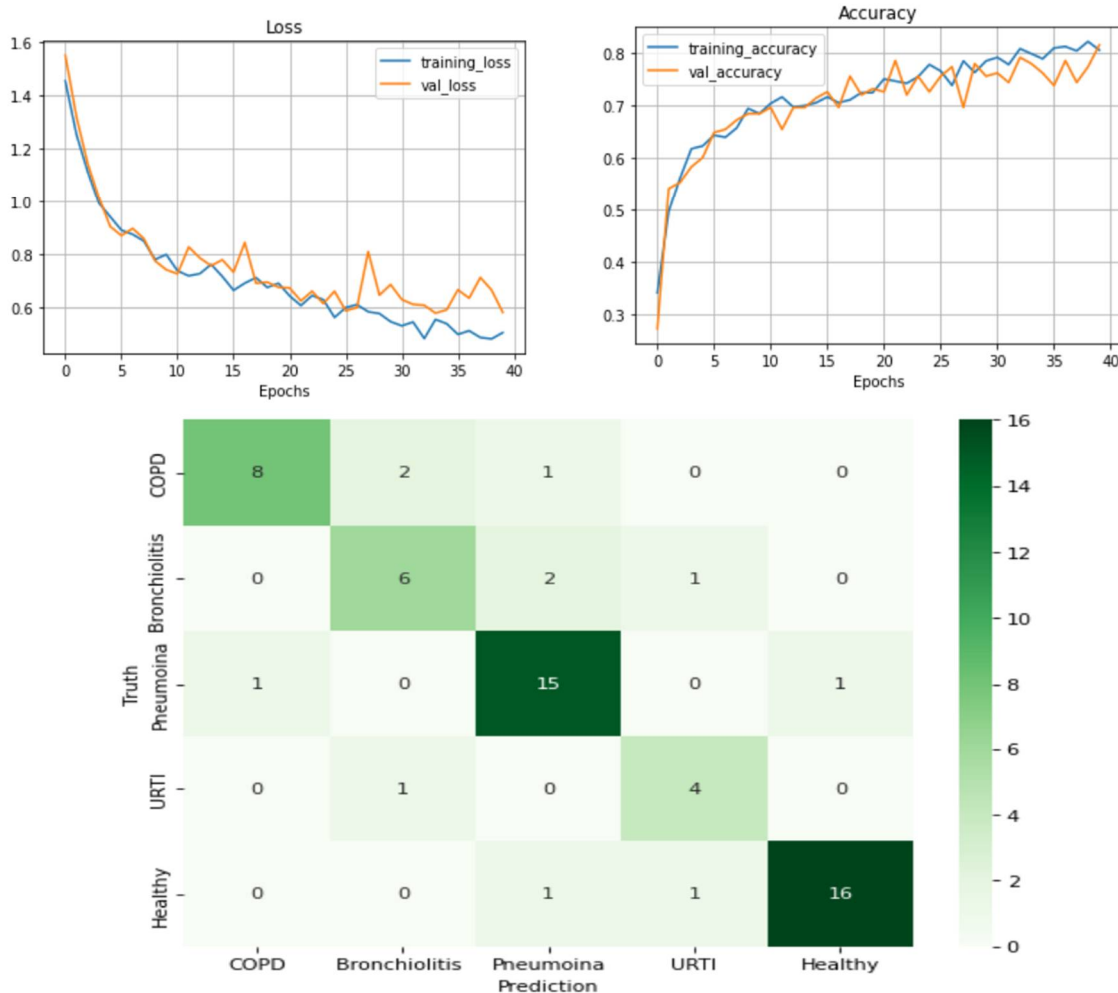 Loss
1.6
1.4
1.2
1.0
0.8
0.6
training_loss
val_loss
0 5 10 15 20 25 30 35 40
Epochs
Accuracy
0.8
0.7
0.6
0.5
0.4
0.3
training_accuracy
val_accuracy
0 5 10 15 20 25 30 35 40
Epochs
Truth
COPD
8 2 1 0 0
Bronchiolitis
0 6 2 1 0
Pneumoina
1 0 15 0 1
URTI
0 1 0 4 0
Healthy
0 0 1 1 16
COPD Bronchiolitis Pneumoina URTI Healthy
Prediction
16
14
12
10
8
6
4
2
0